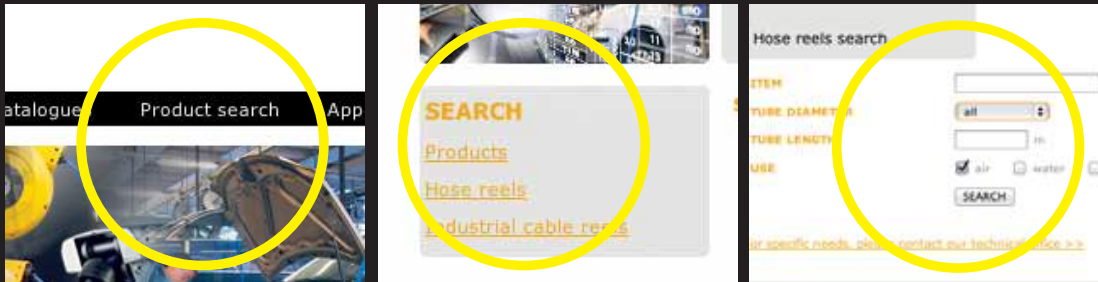 atalogue Product search App
SEARCH
Products
Hose reels
Industrial cable reels
Hose reels search
ITEM
TUBE DIAMETER all
TUBE LENGTH m
USE air water
SEARCH
or specific needs, please contact our technical office >>